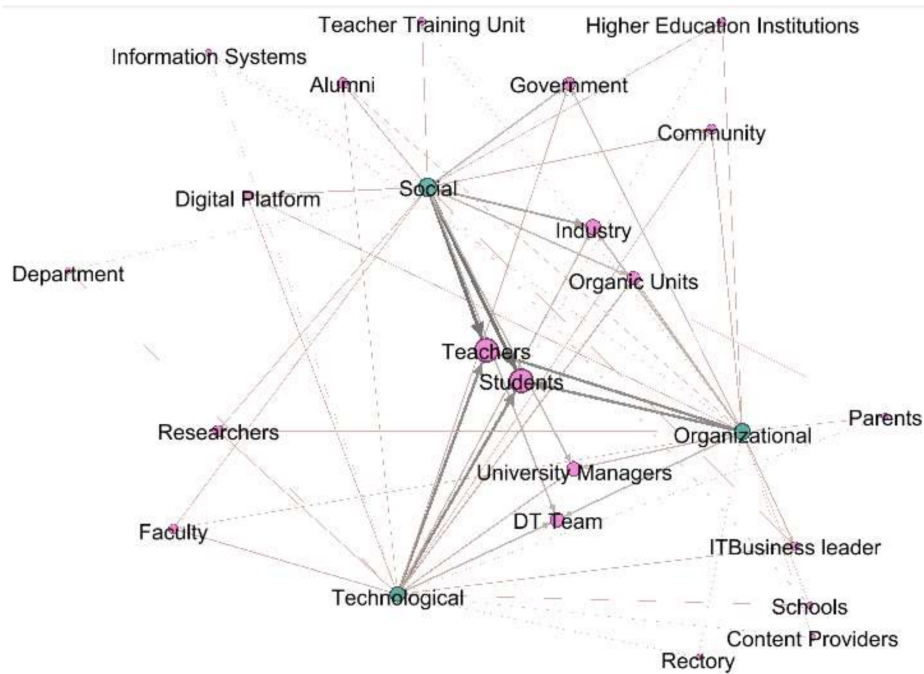 Teacher Training Unit
Higher Education Institutions
Information Systems
Alumni
Government
Community
Social
Digital Platform
Industry
Department
Organic Units
Teachers
Students
Parents
Researchers
Organizational
University Managers
DT Team
Faculty
ITBusiness leader
Technological
Schools
Content Providers
Rectory